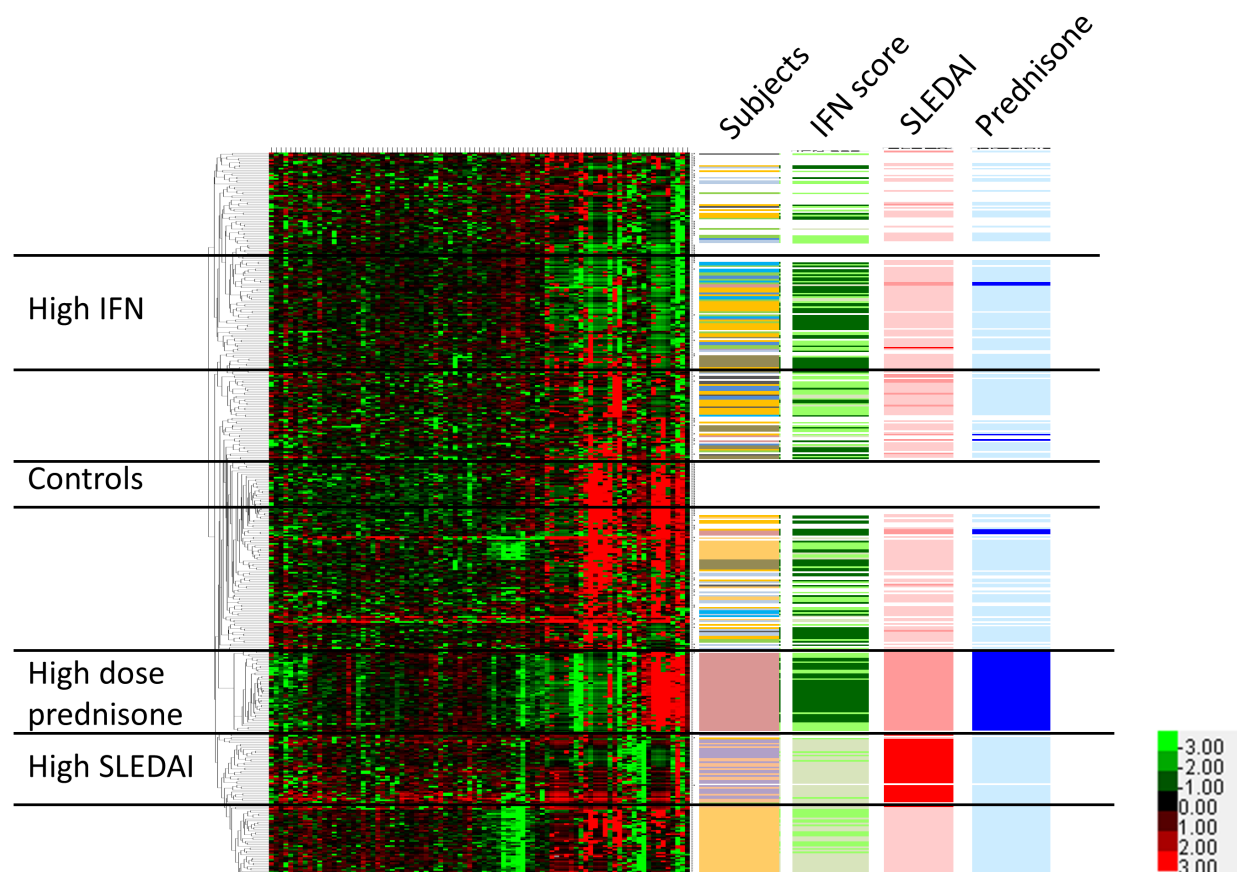 Subjects
IFN score
SLEDAI
Prednisone
High IFN
Controls
High dose
prednisone
High SLEDAI
-3.00
-2.00
-1.00
0.00
1.00
2.00
3.00